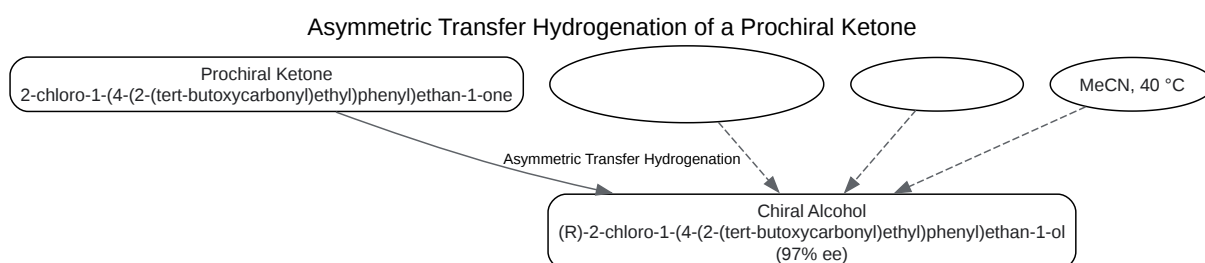 Asymmetric Transfer Hydrogenation of a Prochiral Ketone
Prochiral Ketone
2-chloro-1-(4-(2-(tert-butoxycarbonyl)ethyl)phenyl)ethan-1-one
MeCN, 40 °C
Asymmetric Transfer Hydrogenation
Chiral Alcohol
(R)-2-chloro-1-(4-(2-(tert-butoxycarbonyl)ethyl)phenyl)ethan-1-ol
(97% ee)